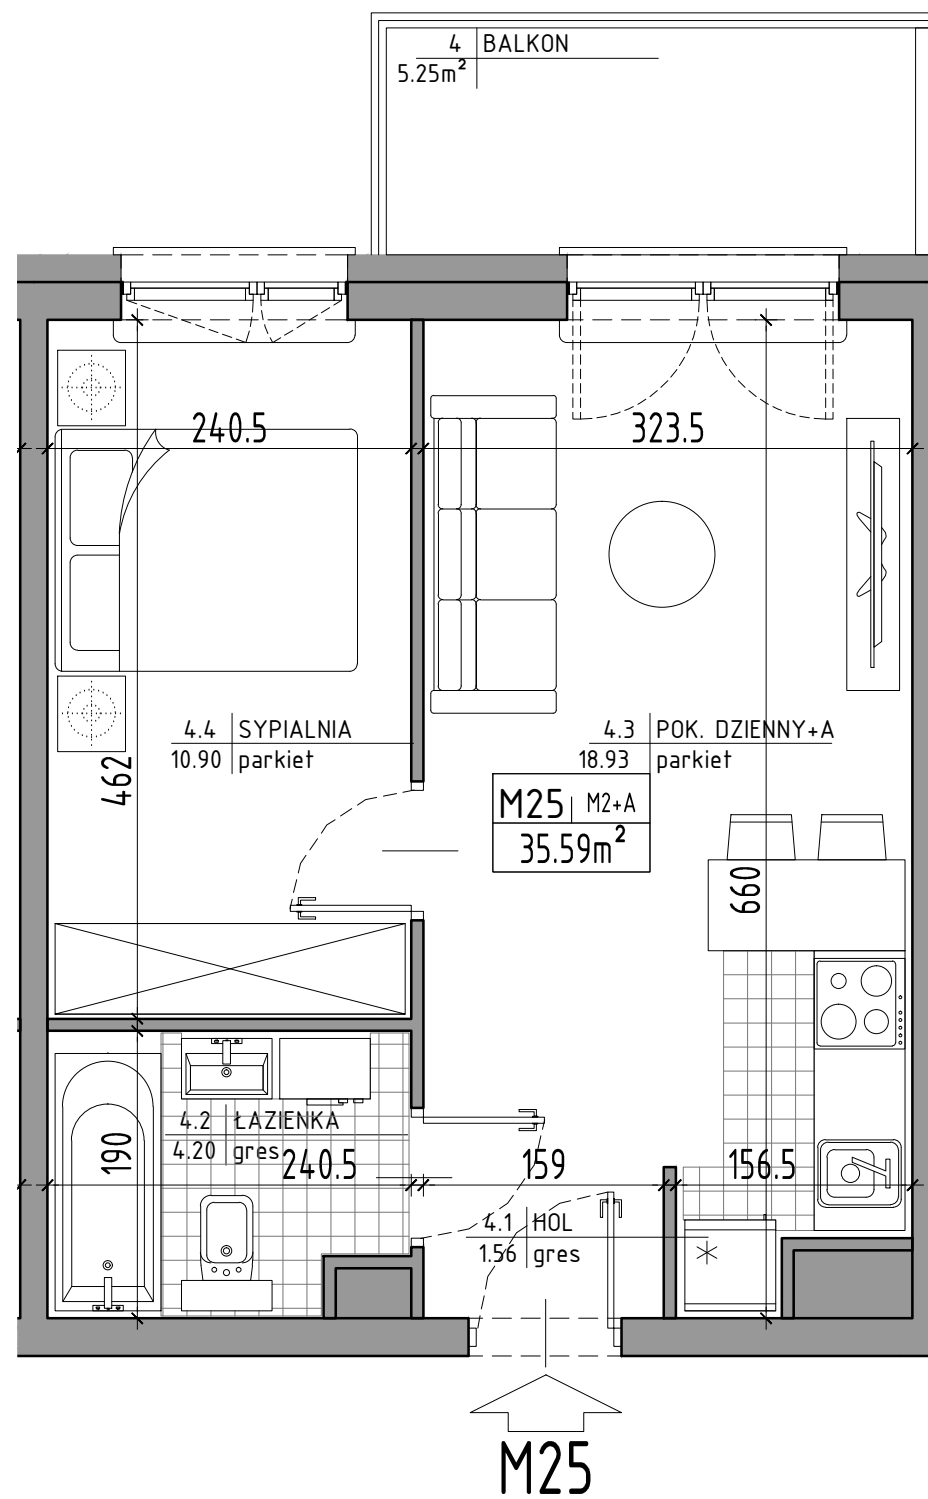 4 BALKON
5.25m²
240.5
323.5
4.4 SYPIALNIA
10.90 parkiet
462
4.3 POK. DZIENNY+A
18.93 parkiet
M25 M2+A
35.59m²
660
4.2 ŁAZIENKA
4.20 gres
190
240.5
159
156.5
4.1 HOL
1.56 gres
M25